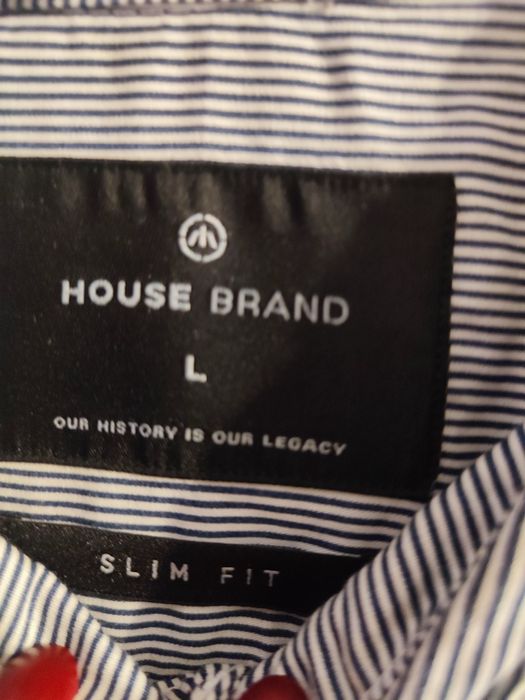 HOUSE BRAND
L
OUR HISTORY IS OUR LEGACY
SLIM FIT